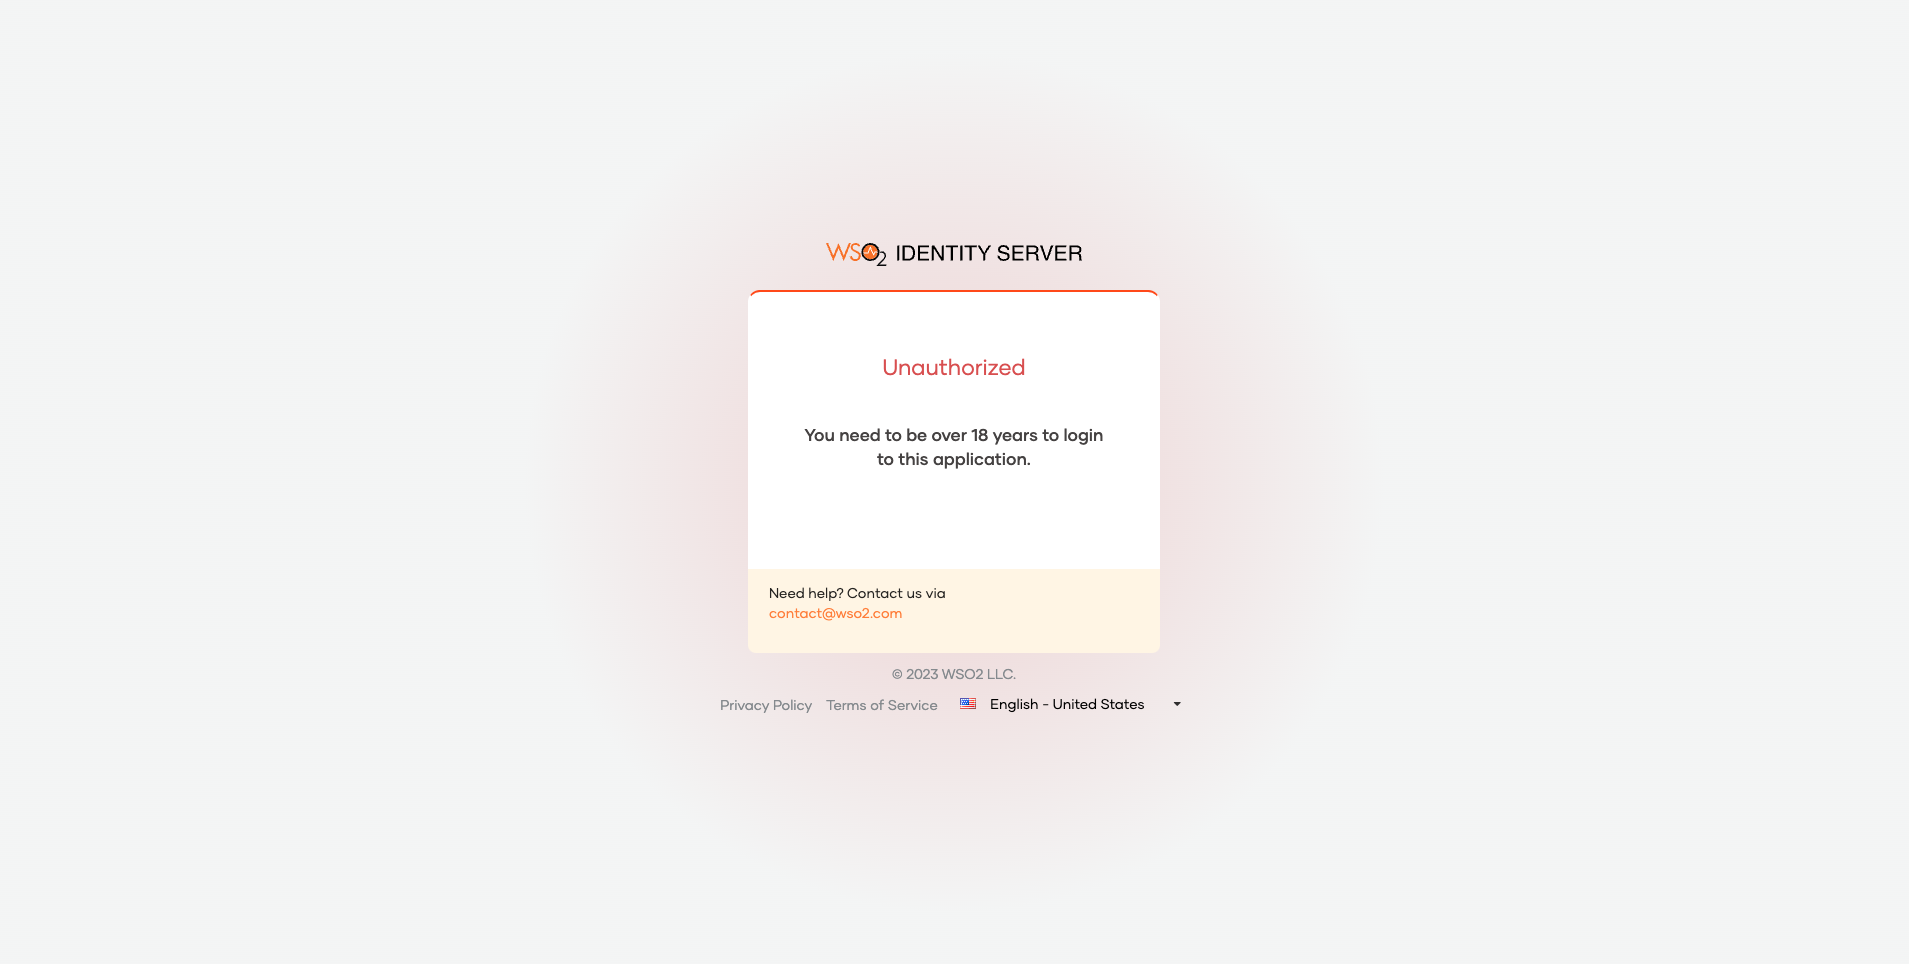 WSO2 IDENTITY SERVER
Unauthorized
You need to be over 18 years to login
to this application.
Need help? Contact us via
contact@wso2.com
© 2023 WSO2 LLC.
Privacy Policy Terms of Service English - United States